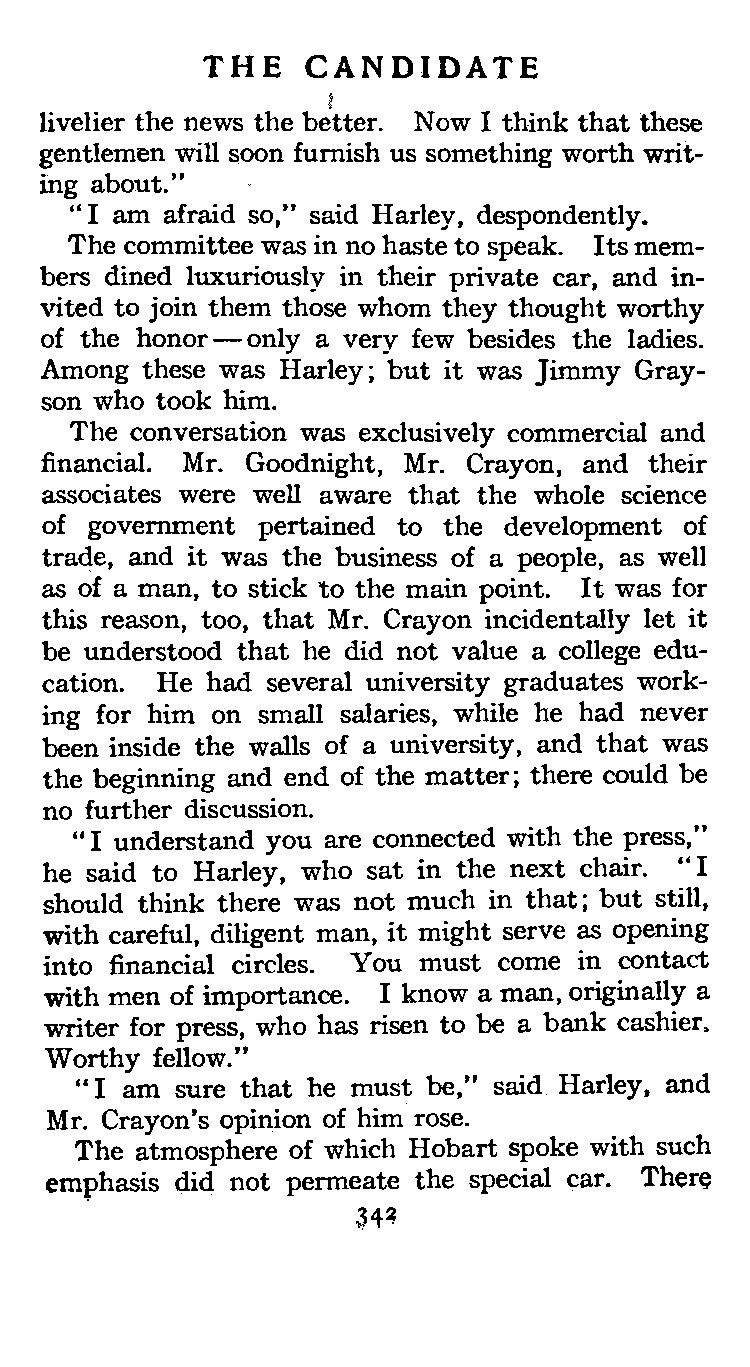 THE CANDIDATE
livelier the news the better. Now I think that these
gentlemen will soon furnish us something worth writ-
ing about."
"I am afraid so," said Harley, despondently.
The committee was in no haste to speak. Its mem-
bers dined luxuriously in their private car, and in-
vited to join them those whom they thought worthy
of the honor—only a very few besides the ladies.
Among these was Harley; but it was Jimmy Gray-
son who took him.
The conversation was exclusively commercial and
financial. Mr. Goodnight, Mr. Crayon, and their
associates were well aware that the whole science
of government pertained to the development of
trade, and it was the business of a people, as well
as of a man, to stick to the main point. It was for
this reason, too, that Mr. Crayon incidentally let it
be understood that he did not value a college edu-
cation. He had several university graduates work-
ing for him on small salaries, while he had never
been inside the walls of a university, and that was
the beginning and end of the matter; there could be
no further discussion.
"I understand you are connected with the press,"
he said to Harley, who sat in the next chair. "I
should think there was not much in that; but still,
with careful, diligent man, it might serve as opening
into financial circles. You must come in contact
with men of importance. I know a man, originally a
writer for press, who has risen to be a bank cashier.
Worthy fellow."
"I am sure that he must be," said Harley, and
Mr. Crayon's opinion of him rose.
The atmosphere of which Hobart spoke with such
emphasis did not permeate the special car. There
342